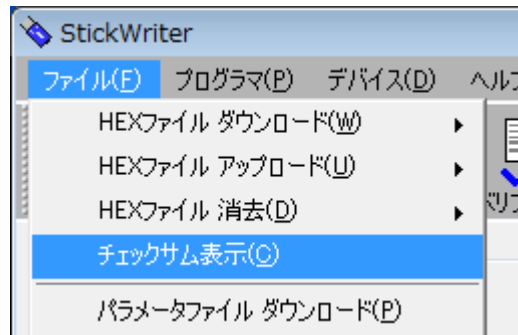 StickWriter
ファイル(F) プログラマ(P) デバイス(D) ヘルプ
HEXファイル ダウンロード(W)
HEXファイル アップロード(U)
HEXファイル 消去(D)
チェックサム表示(C)
パラメータファイル ダウンロード(P)